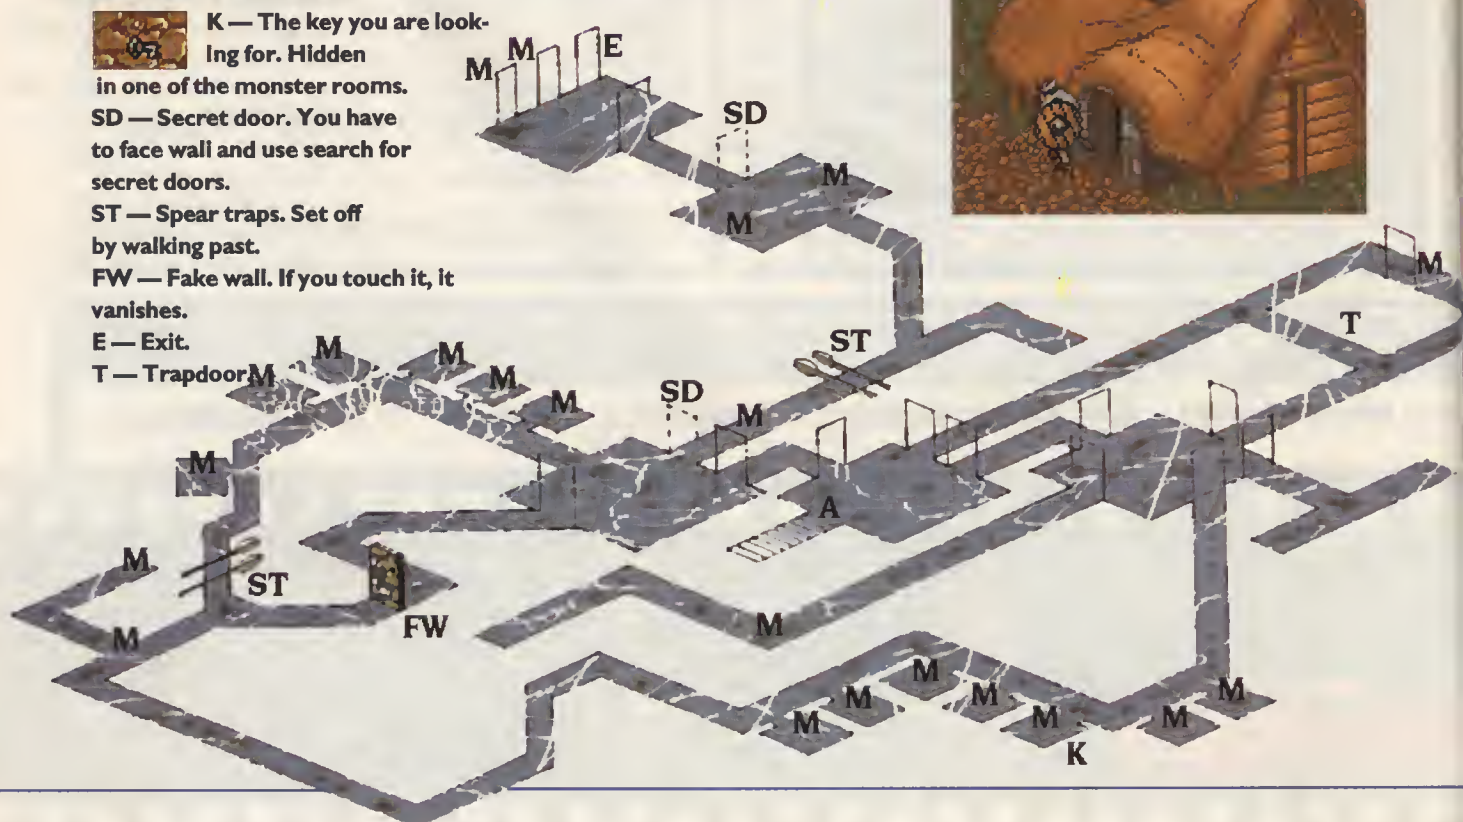 K — The key you are look-
ing for. Hidden
in one of the monster rooms.
SD — Secret door. You have
to face wall and use search for
secret doors.
ST — Spear traps. Set off
by walking past.
FW — Fake wall. If you touch it, it
vanishes.
E — Exit.
T — Trapdoor
M M E
SD
M
M
M
T
ST
M M M M M
SD
M
M
A
M
ST
M
FW
M
M
M M M M M M M
K